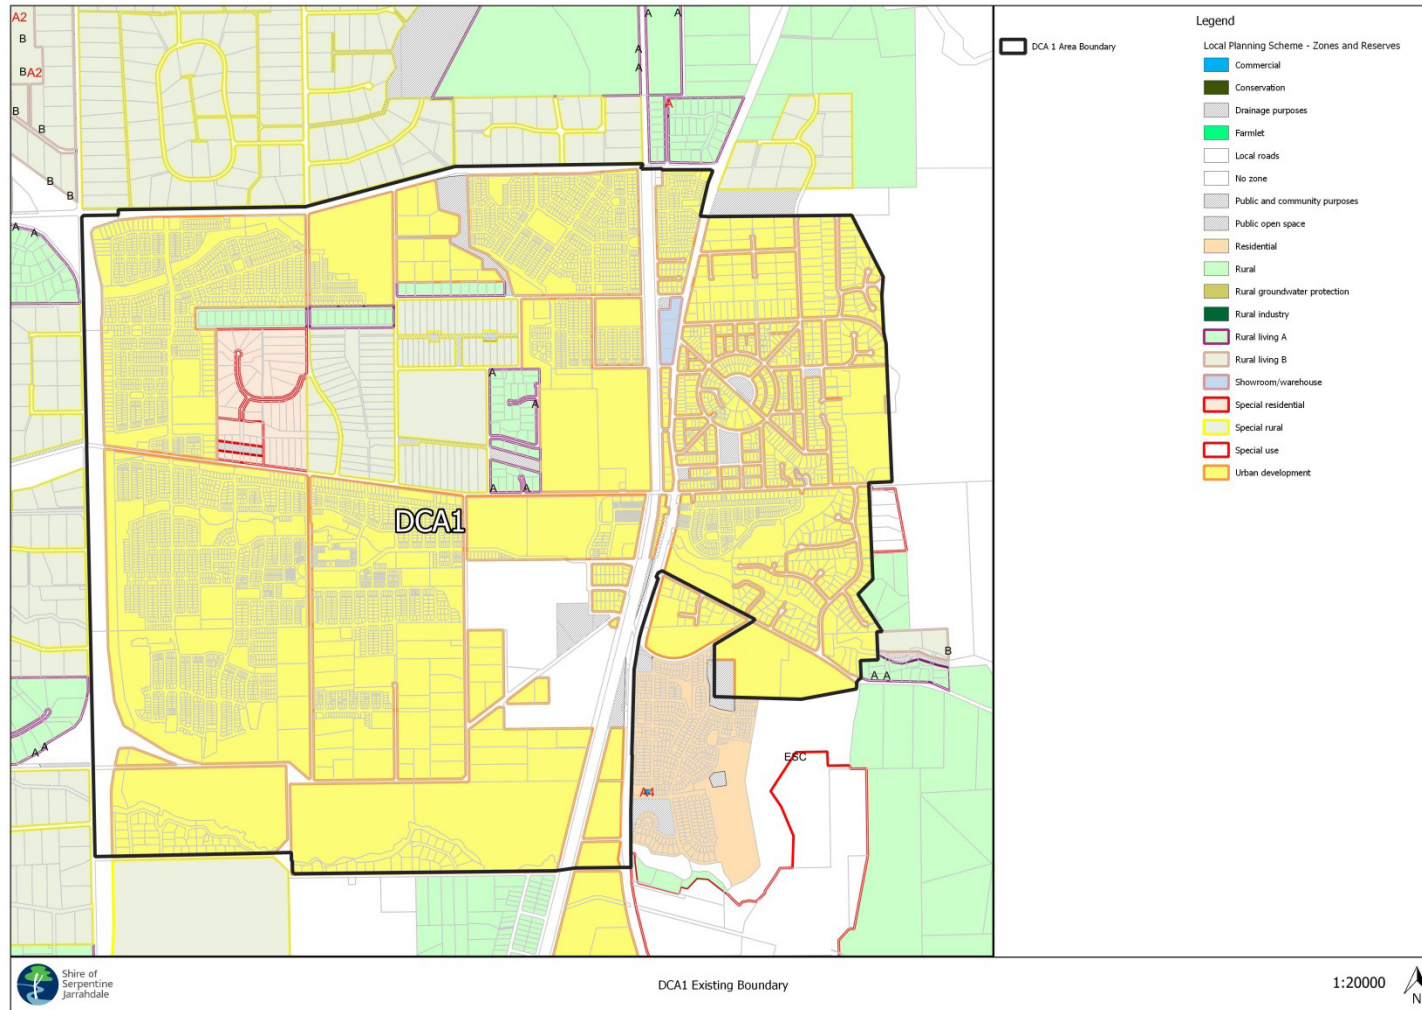 A2
B
B
A2
B
B
B
B
A
A
A
A
A
A
A
A
DCA1 Area Boundary
Legend
Local Planning Scheme - Zones and Reserves
Commercial
Conservation
Drainage purposes
Farmlet
Local roads
No zone
Public and community purposes
Public open space
Residential
Rural
Rural groundwater protection
Rural industry
Rural living A
Rural living B
Showroom/warehouse
Special residential
Special rural
Special use
Urban development
A
A
A
A
DCA1
B
A A
A
A
ESC
A4
Shire of
Serpentine
Jarrahdale
DCA1 Existing Boundary
1:20000
N